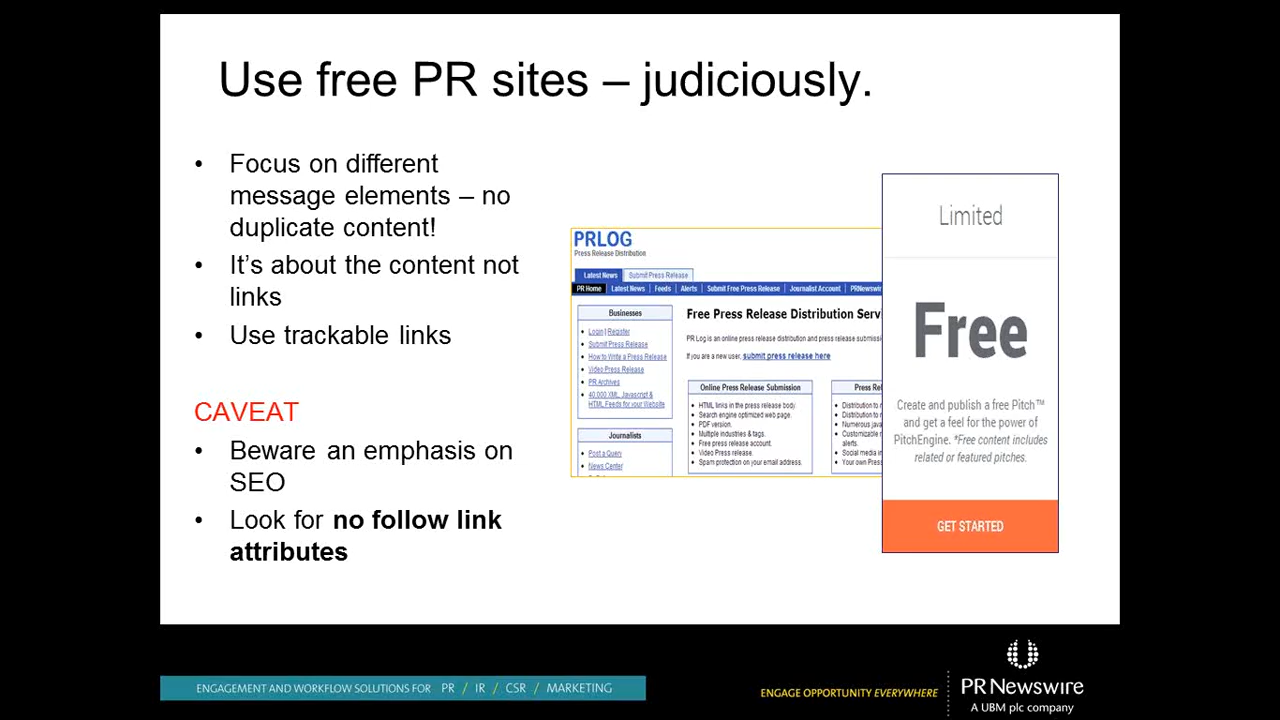 Use free PR sites – judiciously.
• Focus on different
message elements – no
duplicate content!
• It's about the content not
links
• Use trackable links
CAVEAT
• Beware an emphasis on
SEO
• Look for no follow link
attributes
PRLOG
Press Release Distribution
Latest News Submit Press Release
PR Home Latest News Feeds Alerts Submit Free Press Release Journalist Account PRNewswir
Businesses
• Login | Register
• Submit Press Release
• How to Write a Press Release
• Video Press Release
• PR Archives
• 40,000 XML, Javascript &
HTML Feeds for your Website
Journalists
• Post a Query
• News Center
Free Press Release Distribution Serv
PR Log is an online press release distribution and press release submissi
If you are a new user, submit press release here
Online Press Release Submission
• HTML links in the press release body.
• Search engine optimized web page.
• PDF version.
• Multiple industries & tags.
• Free press release account.
• Video Press release.
• Spam protection on your email address.
Press Rel
• Distribution to
• Numerous
• Customizable
alerts.
• Social media
• Your own Press
Limited
Free
Create and publish a free Pitch™
and get a feel for the power of
PitchEngine. *Free content includes
related or featured pitches.
GET STARTED
ENGAGEMENT AND WORKFLOW SOLUTIONS FOR PR / IR / CSR / MARKETING
ENGAGE OPPORTUNITY EVERYWHERE
PR Newswire
A UBM plc company